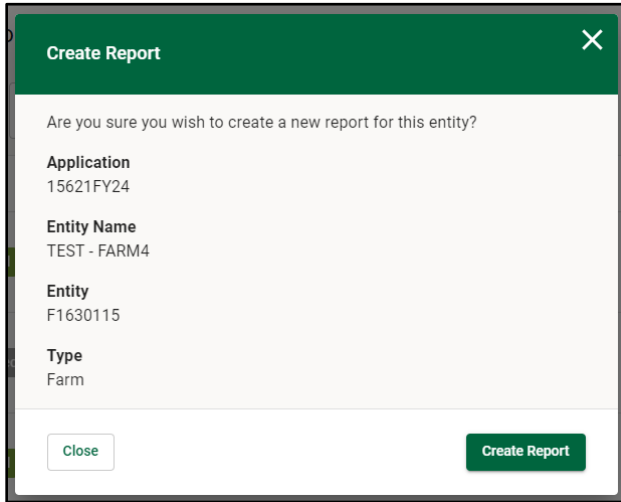 Create Report
Are you sure you wish to create a new report for this entity?
Application
15621FY24
Entity Name
TEST - FARM4
Entity
F1630115
Type
Farm
Close
Create Report